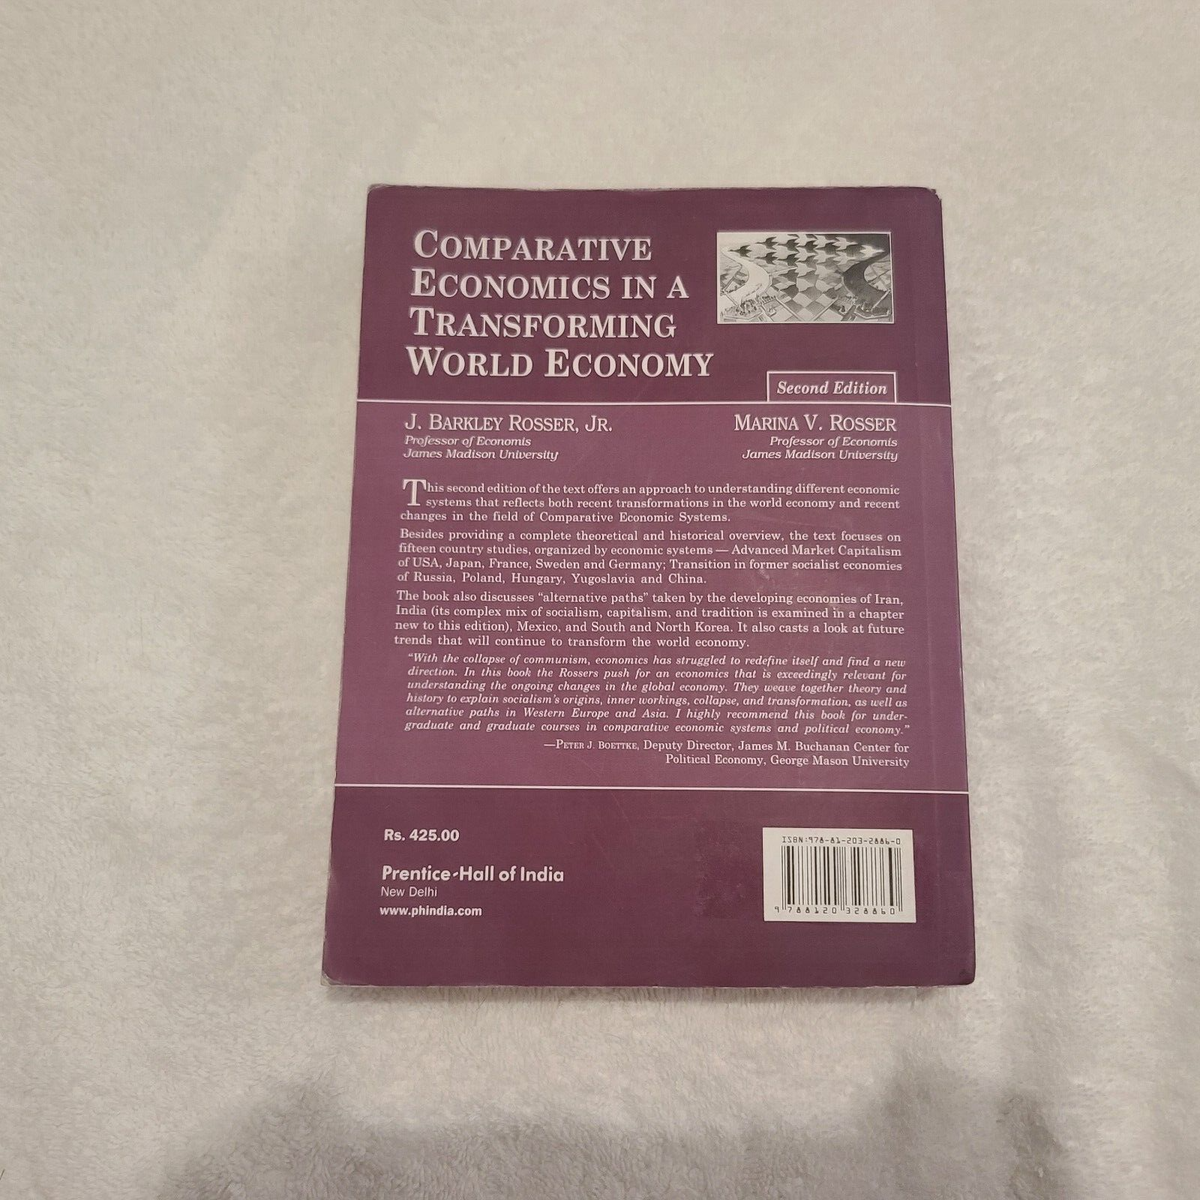 COMPARATIVE
ECONOMICS IN A
TRANSFORMING
WORLD ECONOMY
Second Edition
J. BARKLEY ROSSER, JR.
Professor of Economis
James Madison University
MARINA V. ROSSER
Professor of Economis
James Madison University
This second edition of the text offers an approach to understanding different economic
systems that reflects both recent transformations in the world economy and recent
changes in the field of Comparative Economic Systems.
Besides providing a complete theoretical and historical overview, the text focuses on
fifteen country studies, organized by economic systems — Advanced Market Capitalism
of USA, Japan, France, Sweden and Germany; Transition in former socialist economies
of Russia, Poland, Hungary, Yugoslavia and China.
The book also discusses “alternative paths” taken by the developing economies of Iran,
India (its complex mix of socialism, capitalism, and tradition is examined in a chapter
new to this edition), Mexico, and South and North Korea. It also casts a look at future
trends that will continue to transform the world economy.
“With the collapse of communism, economics has struggled to redefine itself and find a new
direction. In this book the Rossers push for an economics that is exceedingly relevant for
understanding the ongoing changes in the global economy. They weave together theory and
history to explain socialism's origins, inner workings, collapse, and transformation, as well as
alternative paths in Western Europe and Asia. I highly recommend this book for under-
graduate and graduate courses in comparative economic systems and political economy.”
—PETER J. BOETTKE, Deputy Director, James M. Buchanan Center for
Political Economy, George Mason University
Rs. 425.00
Prentice-Hall of India
New Delhi
www.phindia.com
ISBN:978-81-203-2886-0
9 788120 328860